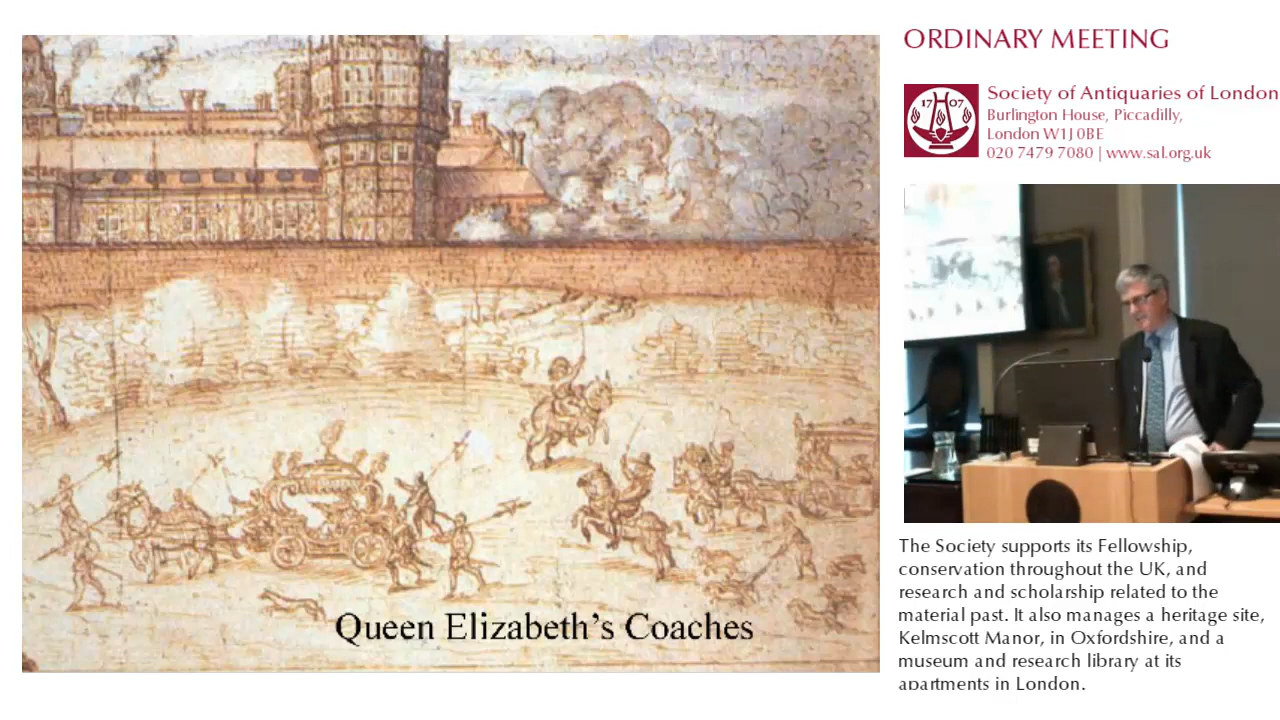 Queen Elizabeth's Coaches
ORDINARY MEETING
17 07
Society of Antiquaries of London
Burlington House, Piccadilly,
London W1J 0BE
020 7479 7080 | www.sal.org.uk
The Society supports its Fellowship,
conservation throughout the UK, and
research and scholarship related to the
material past. It also manages a heritage site,
Kelmscott Manor, in Oxfordshire, and a
museum and research library at its
apartments in London.